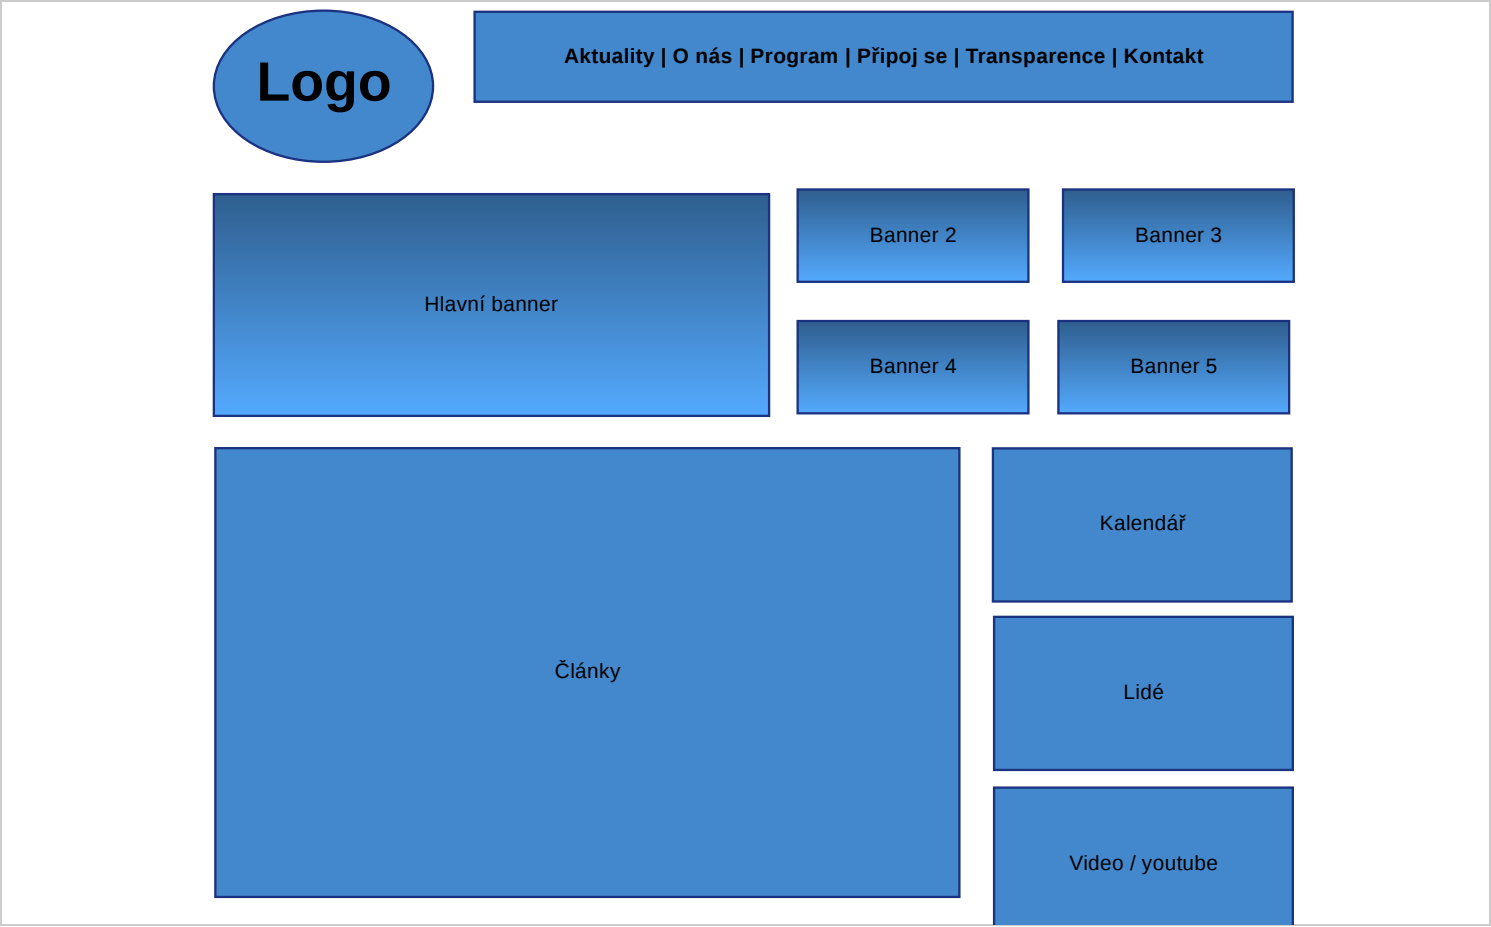 Logo
Aktuality | O nás | Program | Připoj se | Transparence | Kontakt
Hlavní banner
Banner 2
Banner 3
Banner 4
Banner 5
Články
Kalendář
Lidé
Video / youtube